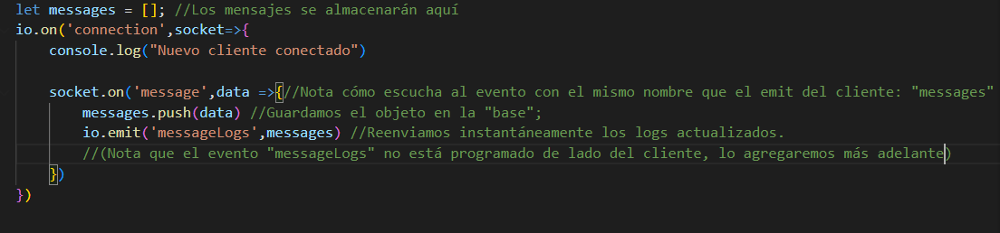 let messages = []; //Los mensajes se almacenarán aquí
io.on('connection',socket=>{
console.log("Nuevo cliente conectado")
socket.on('message',data =>{//Nota cómo escucha al evento con el mismo nombre que el emit del cliente: "messages"
messages.push(data) //Guardamos el objeto en la "base";
io.emit('messageLogs',messages) //Reenviamos instantáneamente los logs actualizados.
//(Nota que el evento "messageLogs" no está programado de lado del cliente, lo agregaremos más adelante)
})
})